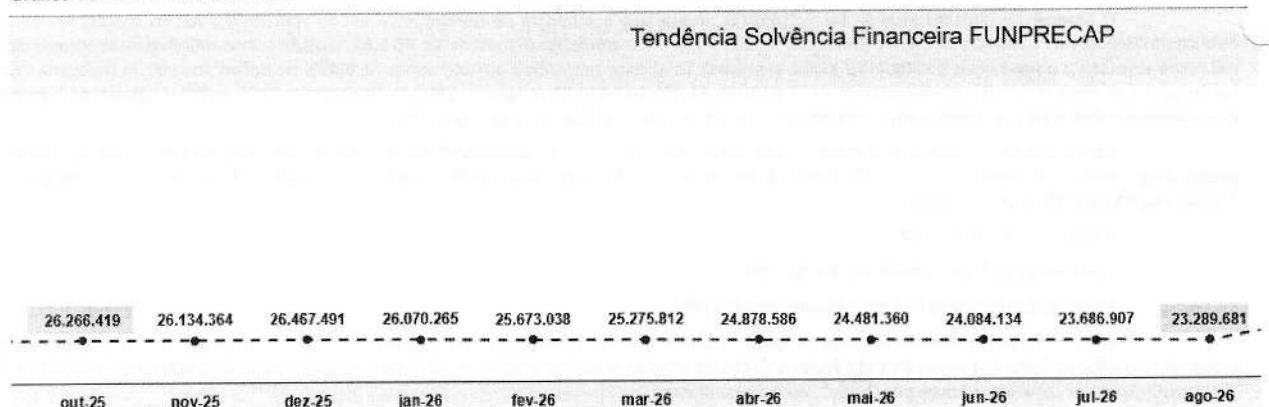 Tendência Solvência Financeira FUNPRECAP
26.266.419 26.134.364 26.467.491 26.070.265 25.673.038 25.275.812 24.878.586 24.481.360 24.084.134 23.686.907 23.289.681
out-25 nov-25 dez-25 jan-26 fev-26 mar-26 abr-26 mai-26 jun-26 jul-26 ago-26